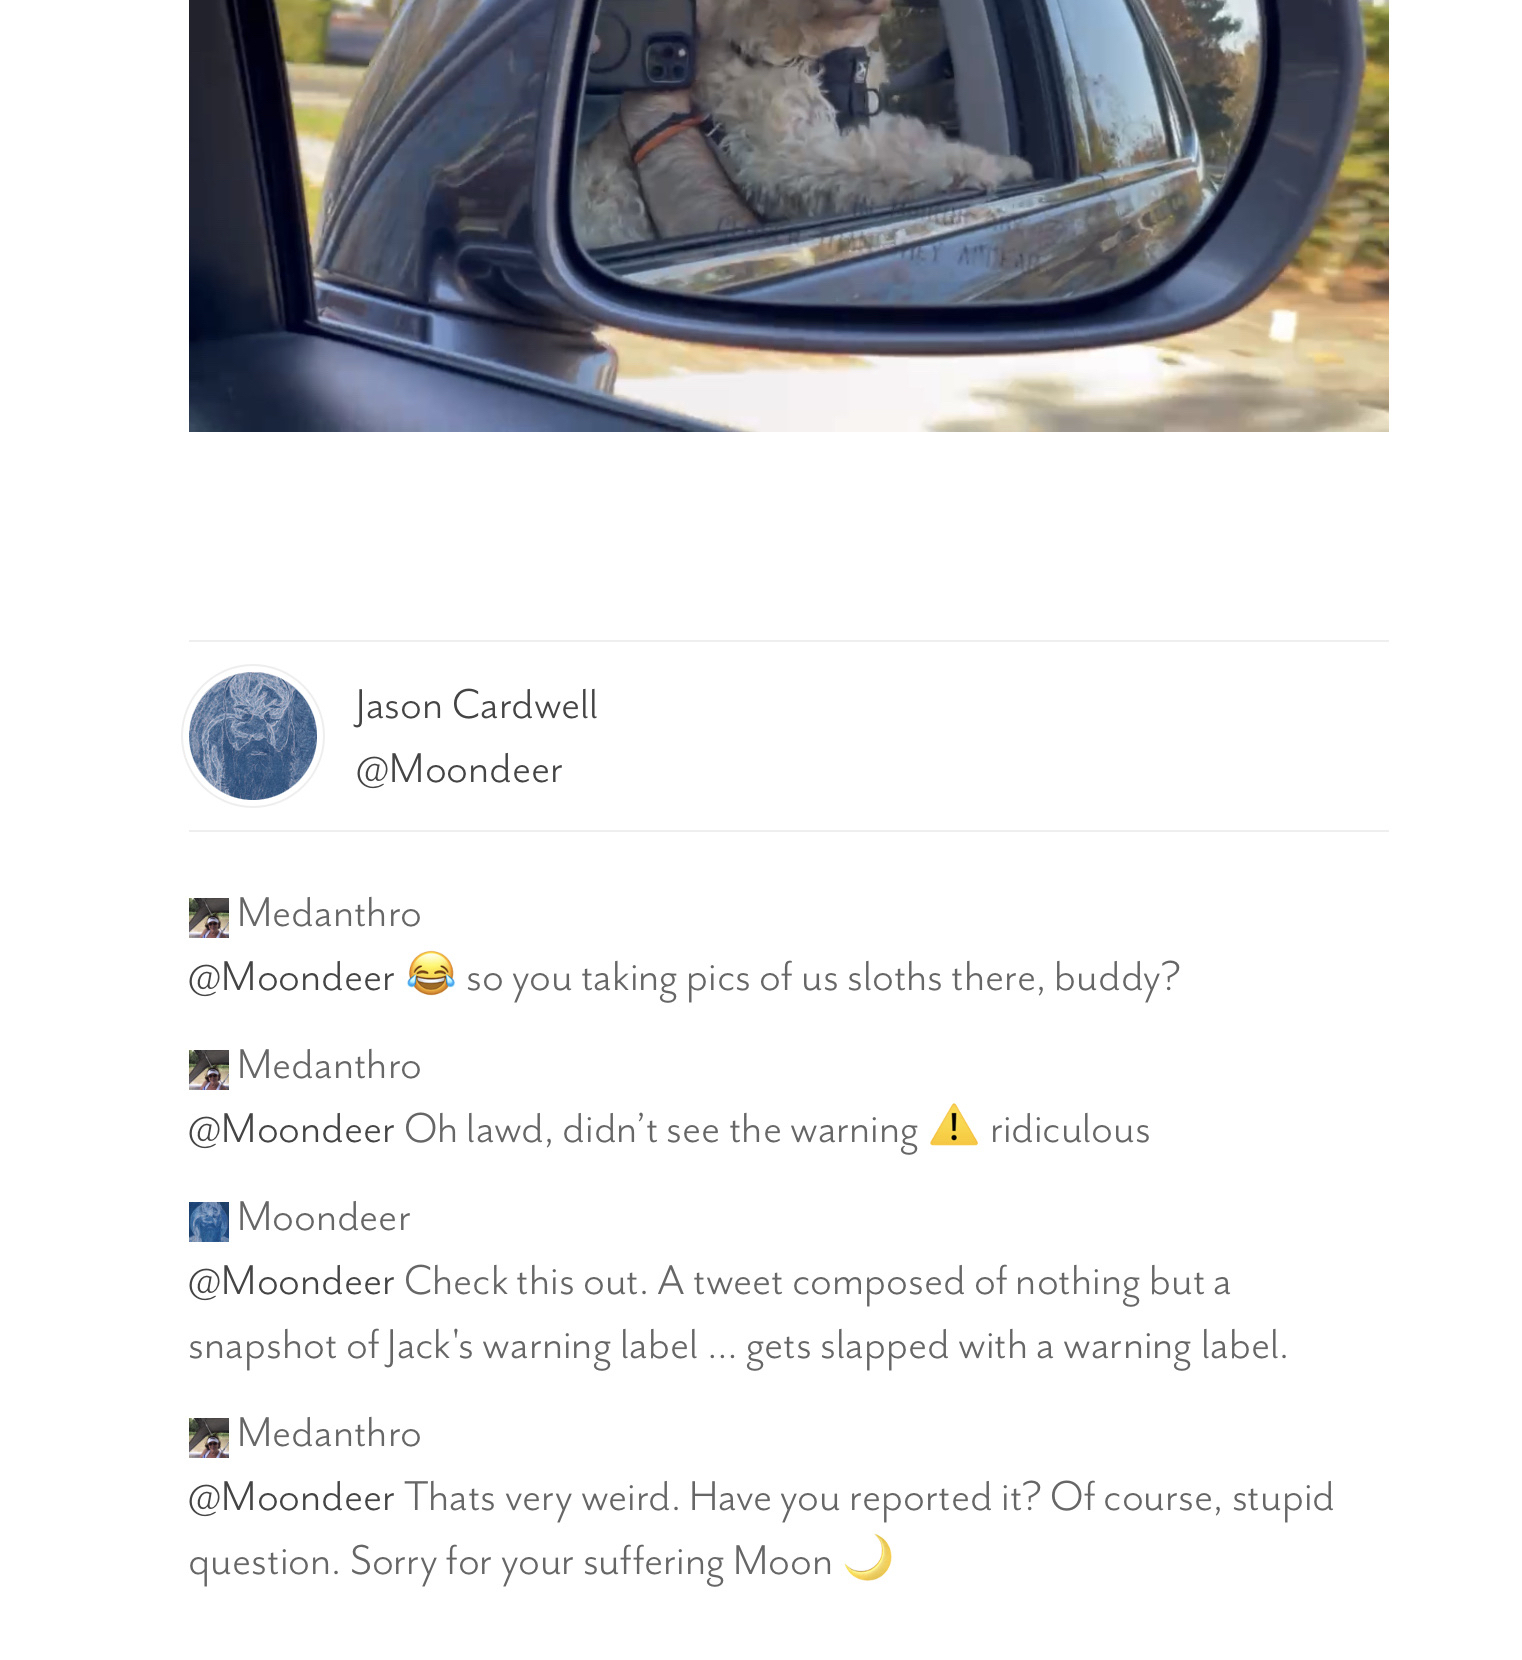 Jason Cardwell
@Moondeer
Medanthro
@Moondeer 😂 so you taking pics of us sloths there, buddy?
Medanthro
@Moondeer Oh lawd, didn’t see the warning ⚠️ ridiculous
Moondeer
@Moondeer Check this out. A tweet composed of nothing but a
snapshot of Jack's warning label ... gets slapped with a warning label.
Medanthro
@Moondeer Thats very weird. Have you reported it? Of course, stupid
question. Sorry for your suffering Moon 🌙